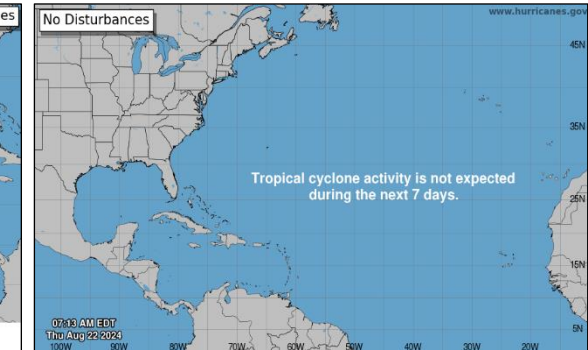 es
No Disturbances
www.hurricanes.gov
45N
35N
Tropical cyclone activity is not expected
during the next 7 days.
25N
15N
07:13 AM EDT
Thu Aug 22 2024
5N
100W 90W 80W 70W 60W 50W 40W 30W 20W